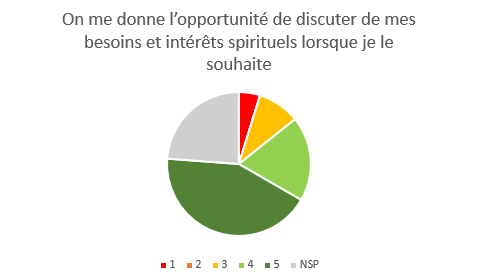 On me donne l’opportunité de discuter de mes
besoins et intérêts spirituels lorsque je le
souhaite
1 2 3 4 5 NSP